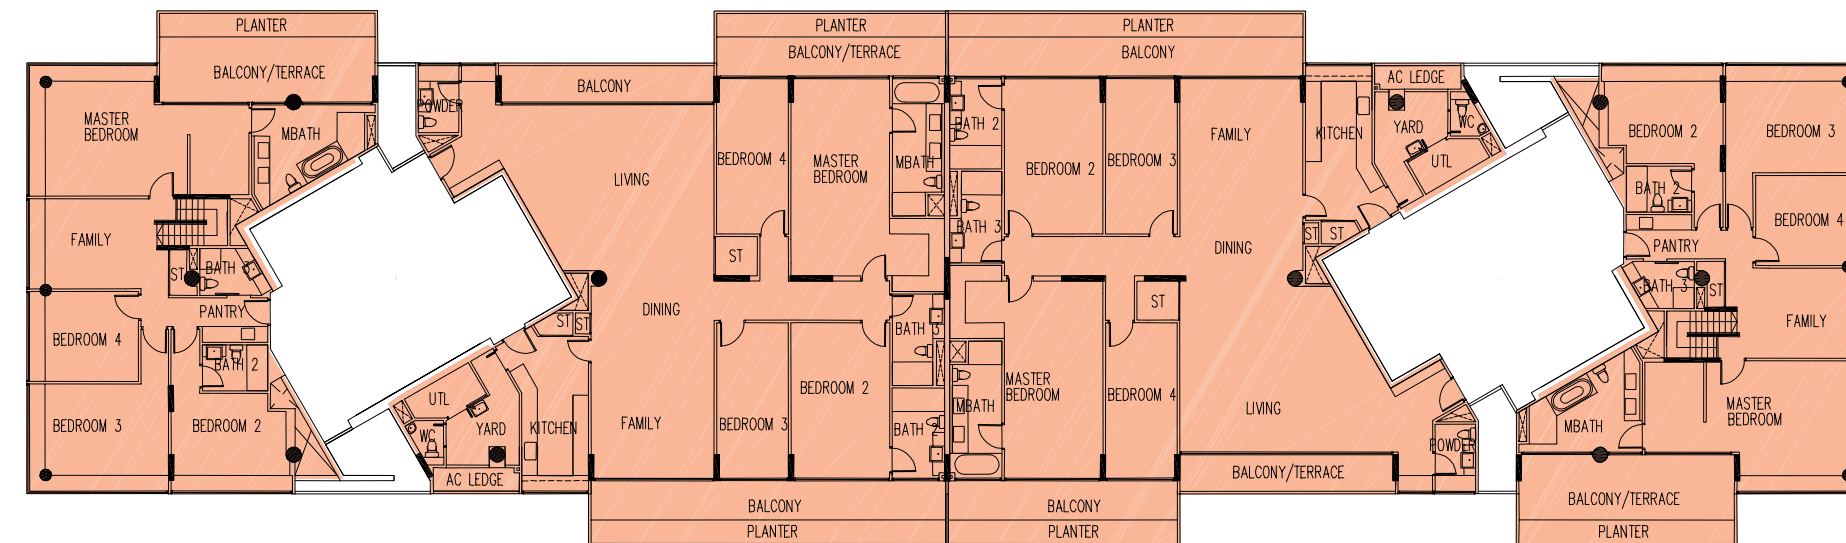 PLANTER
BALCONY/TERRACE
MASTER
BEDROOM
MBATH
FAMILY
ST
BATH
PANTRY
BEDROOM 4
BATH 2
BEDROOM 3
BEDROOM 2
POWDER
BALCONY
LIVING
DINING
ST
ST
UTL
WC
YARD
KITCHEN
AC LEDGE
FAMILY
PLANTER
BALCONY/TERRACE
BEDROOM 4
MASTER
BEDROOM
MBATH
ST
BATH 3
BEDROOM 2
BEDROOM 3
BATH 2
BALCONY
PLANTER
PLANTER
BALCONY
BATH 2
BEDROOM 2
BEDROOM 3
FAMILY
BATH 3
DINING
ST
MASTER
BEDROOM
MBATH
BEDROOM 4
LIVING
BALCONY
PLANTER
BALCONY/TERRACE
KITCHEN
AC LEDGE
YARD
WC
UTL
ST
ST
POWDER
BEDROOM 2
BEDROOM 3
BATH 2
BEDROOM 4
PANTRY
BATH 3
ST
FAMILY
MASTER
BEDROOM
MBATH
BALCONY/TERRACE
PLANTER